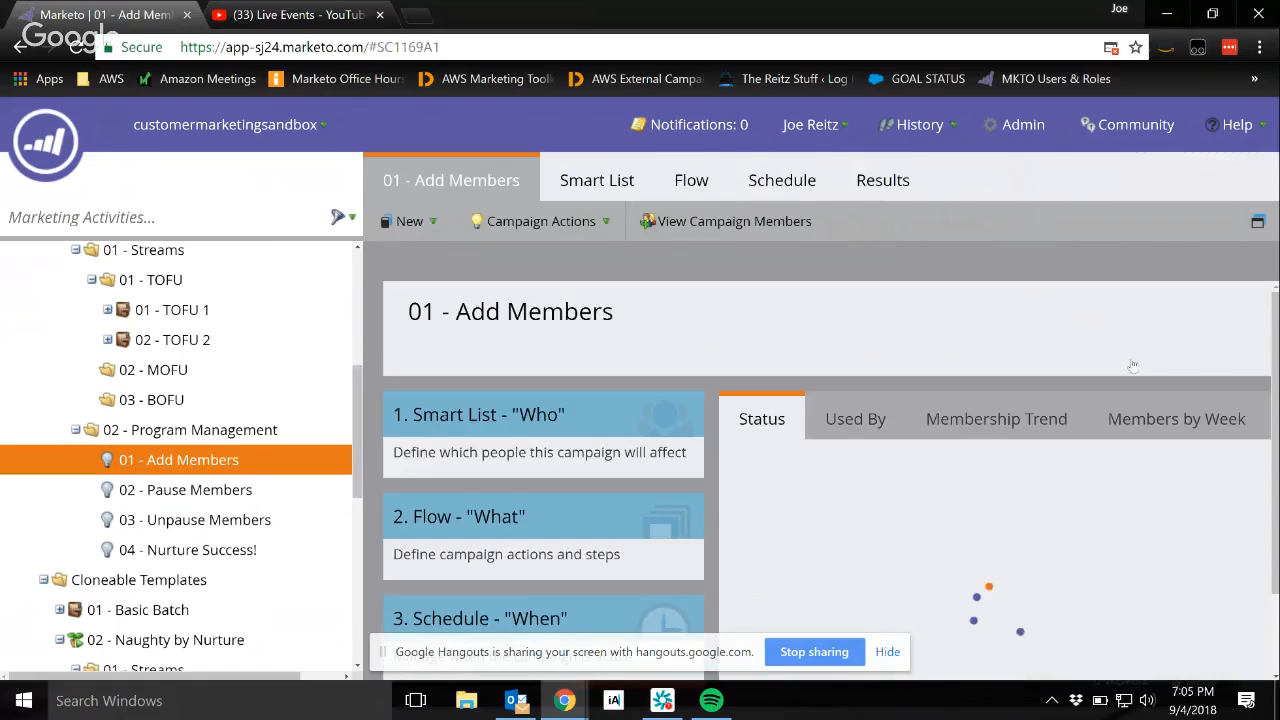 Marketo | 01 - Add Mem
(33) Live Events - YouTub
Joe
Google
Secure
https://app-sj24.marketo.com/#SC1169A1
Apps
AWS
Amazon Meetings
Marketo Office Hour
AWS Marketing Toolk
AWS External Campai
The Reitz Stuff ‹ Log I
GOAL STATUS
MKTO Users & Roles
»
customermarketingsandbox
Notifications: 0
Joe Reitz
History
Admin
Community
Help
01 - Add Members
Smart List
Flow
Schedule
Results
Marketing Activities...
New
Campaign Actions
View Campaign Members
01 - Streams
01 - TOFU
01 - TOFU 1
02 - TOFU 2
02 - MOFU
03 - BOFU
02 - Program Management
01 - Add Members
02 - Pause Members
03 - Unpause Members
04 - Nurture Success!
Cloneable Templates
01 - Basic Batch
02 - Naughty by Nurture
01 - Streams
01 - Add Members
1. Smart List - "Who"
Define which people this campaign will affect
2. Flow - "What"
Define campaign actions and steps
3. Schedule - "When"
Status
Used By
Membership Trend
Members by Week
Google Hangouts is sharing your screen with hangouts.google.com.
Stop sharing
Hide
Search Windows
iA
7:05 PM
9/4/2018